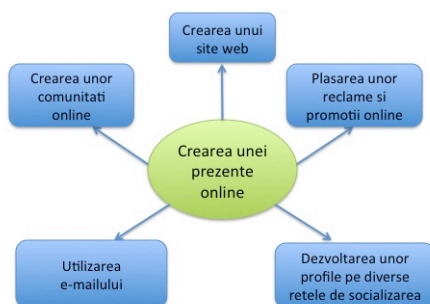 Crearea unui
site web
Crearea unor
comunitati
online
Plasarea unor
reclame si
promotii online
Crearea unei
prezente
online
Utilizarea
e-mailului
Dezvoltarea unor
profile pe diverse
retele de socializarea